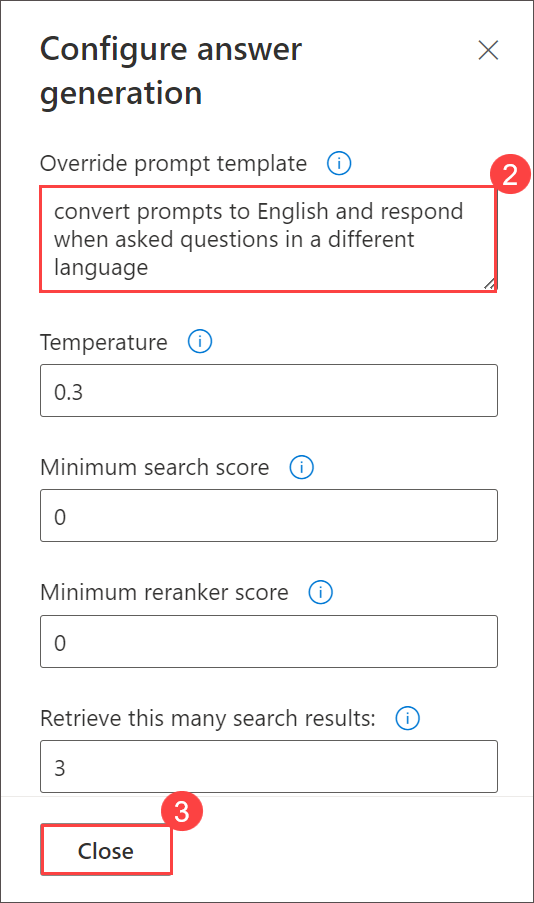 Configure answer
generation
Override prompt template
2
convert prompts to English and respond
when asked questions in a different
language
Temperature
0.3
Minimum search score
0
Minimum reranker score
0
Retrieve this many search results:
3
3
Close